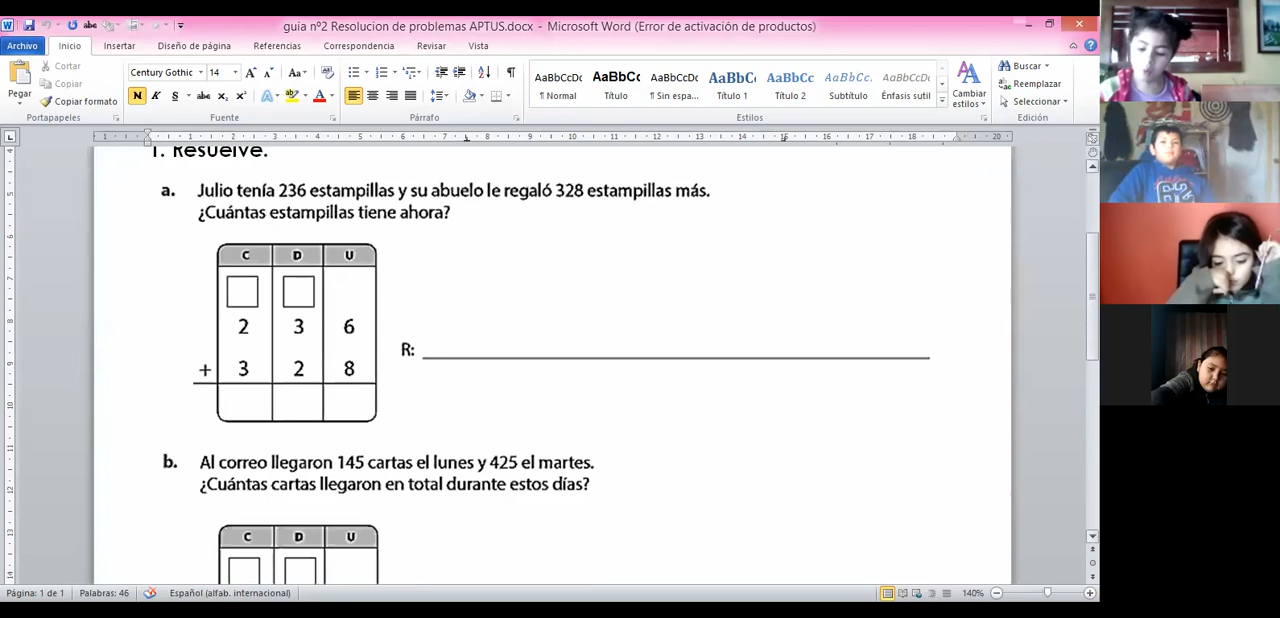 guia nº2 Resolucion de problemas APTUS.docx - Microsoft Word (Error de activación de productos)
Archivo Inicio Insertar Diseño de página Referencias Correspondencia Revisar Vista
Cortar
Copiar
Copiar formato
Pegar
Portapapeles
Century Gothic 14
Fuente
Párrafo
AaBbCcDc AaBbCc AaBbCcDc AaBbC AaBbCc AaBbCc. AaBbCcDc
¶ Normal Título ¶ Sin espa... Título 1 Título 2 Subtítulo Énfasis sutil
Cambiar estilos
Estilos
Buscar
Reemplazar
Seleccionar
Edición
1. Resuelve.
a. Julio tenía 236 estampillas y su abuelo le regaló 328 estampillas más.
¿Cuántas estampillas tiene ahora?
C D U
2 3 6
+ 3 2 8
R:
b. Al correo llegaron 145 cartas el lunes y 425 el martes.
¿Cuántas cartas llegaron en total durante estos días?
C D U
Página: 1 de 1 Palabras: 46 Español (alfab. internacional) 140%